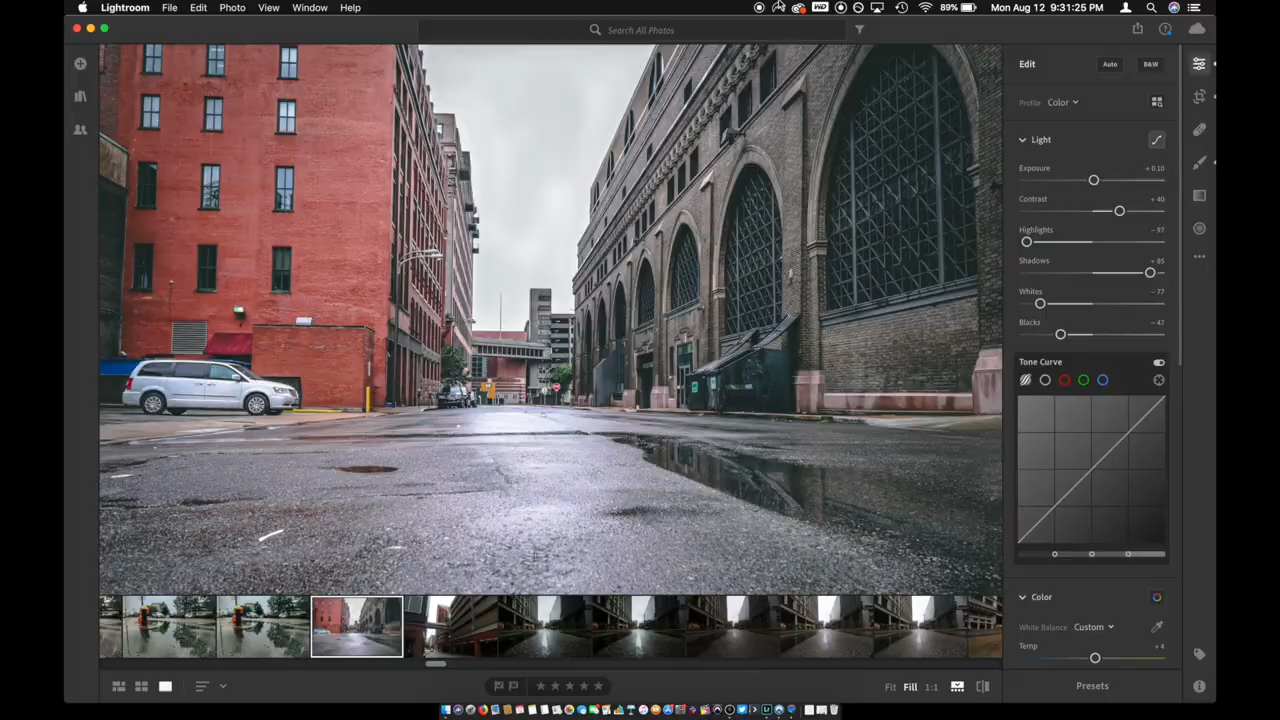 Lightroom File Edit Photo View Window Help 89% Mon Aug 12 9:31:25 PM
Search All Photos
Edit Auto B&W
Profile Color
Light
Exposure + 0.10
Contrast + 40
Highlights − 97
Shadows + 85
Whites − 77
Blacks − 47
Tone Curve
Color
White Balance Custom
Temp + 4
Fit Fill 1:1 Presets